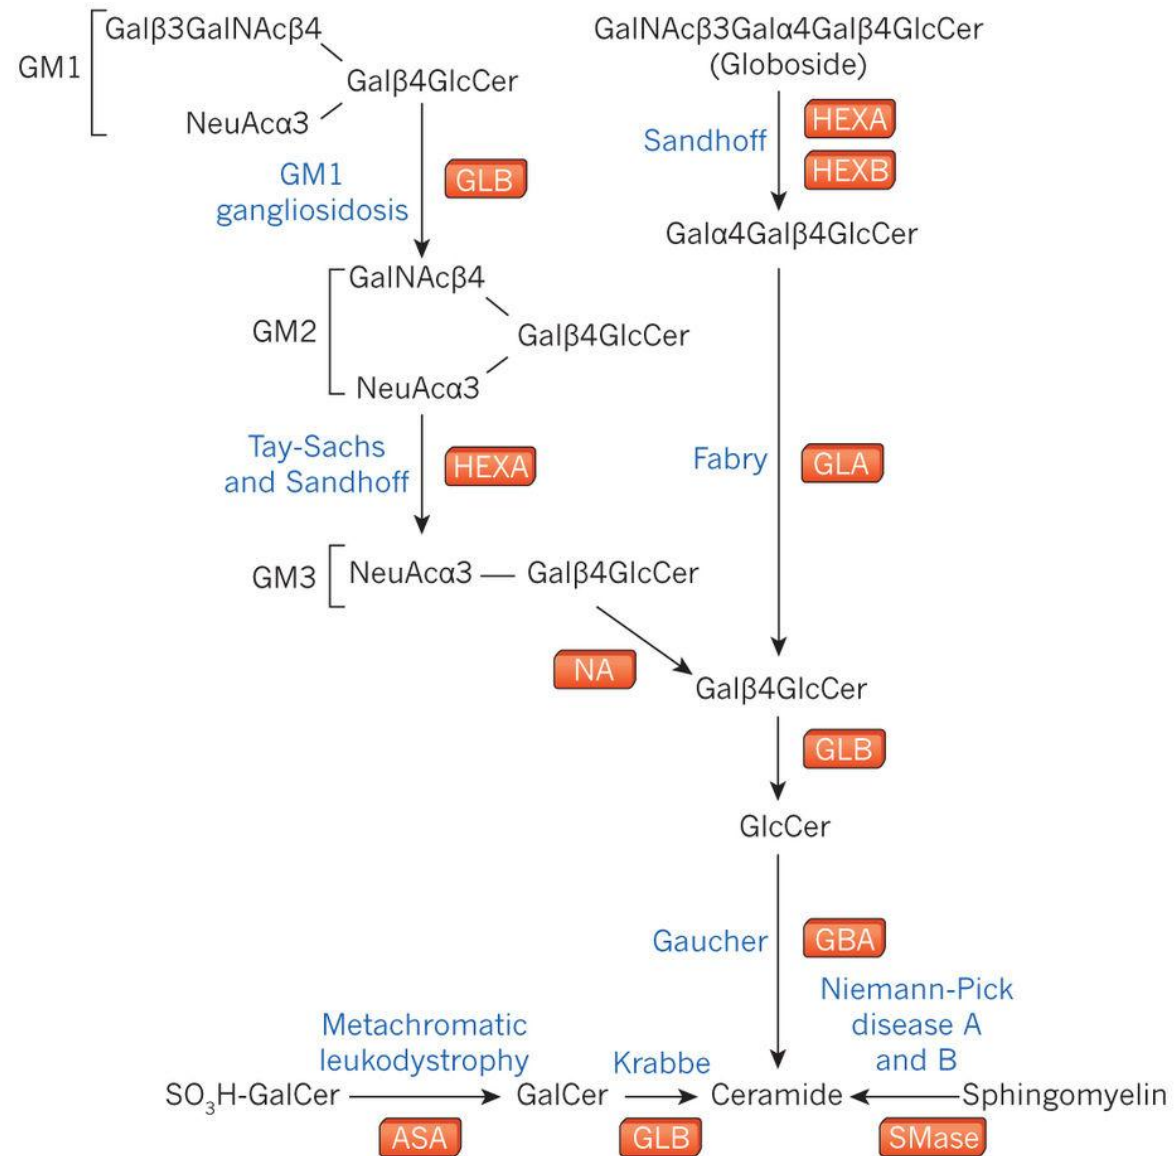 Galβ3GalNAcβ4
GM1
Galβ4GlcCer
NeuAcα3
GM1
gangliosidosis
GLB
GalNAcβ4
GM2
Galβ4GlcCer
NeuAcα3
Tay-Sachs
and Sandhoff
HEXA
GM3
NeuAcα3
Galβ4GlcCer
NA
GalNAcβ3Galα4Galβ4GlcCer
(Globoside)
Sandhoff
HEXA
HEXB
Galα4Galβ4GlcCer
Fabry
GLA
Galβ4GlcCer
GLB
GlcCer
Gaucher
GBA
Niemann-Pick
disease A
and B
Metachromatic
leukodystrophy
Krabbe
SO₃H-GalCer
GalCer
Ceramide
Sphingomyelin
ASA
GLB
SMase